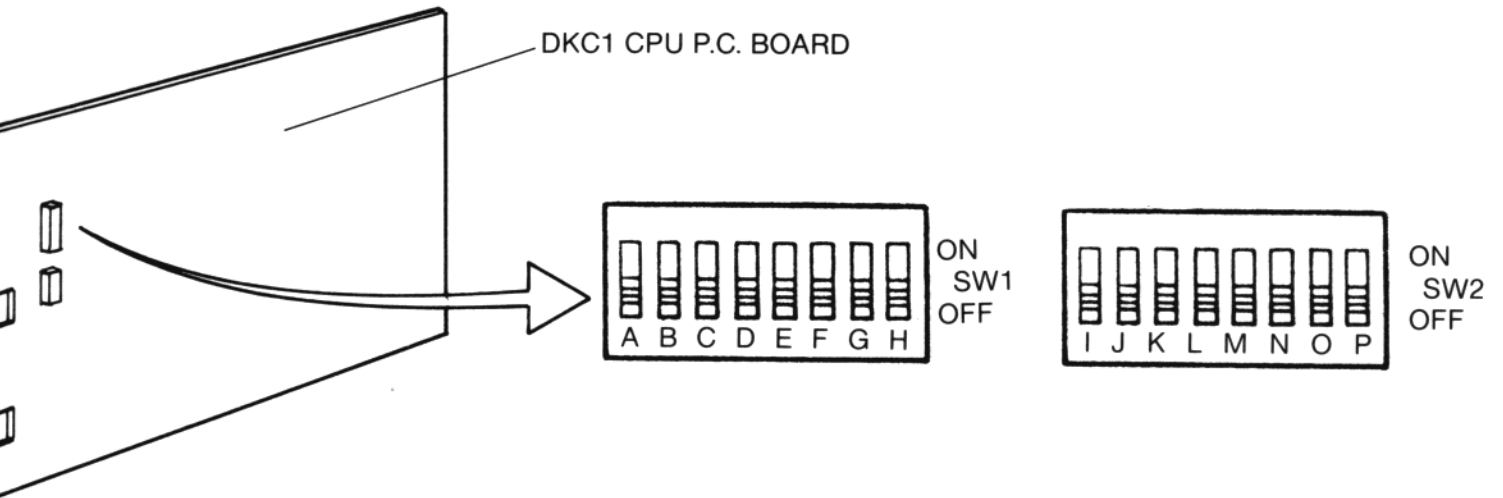 DKC1 CPU P.C. BOARD
ON
SW1
OFF
A B C D E F G H
ON
SW2
OFF
I J K L M N O P